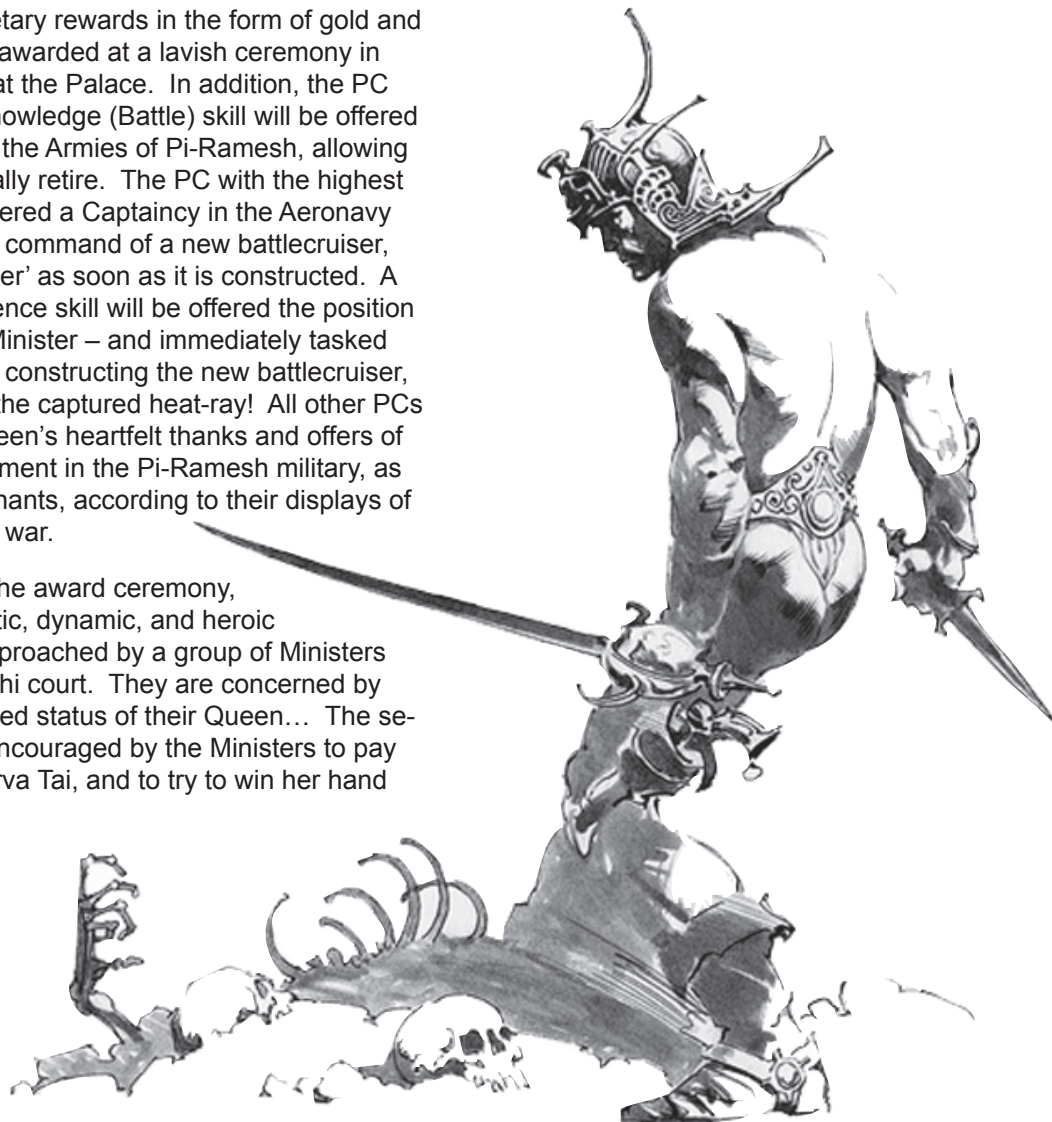 etary rewards in the form of gold and
awarded at a lavish ceremony in
at the Palace.  In addition, the PC
nowledge (Battle) skill will be offered
the Armies of Pi-Ramesh, allowing
ally retire.  The PC with the highest
ered a Captaincy in the Aeronavy
command of a new battlecruiser,
er’ as soon as it is constructed.  A
ence skill will be offered the position
Minister – and immediately tasked
constructing the new battlecruiser,
the captured heat-ray!  All other PCs
een’s heartfelt thanks and offers of
ment in the Pi-Ramesh military, as
nants, according to their displays of
war.
he award ceremony,
tic, dynamic, and heroic
proached by a group of Ministers
hi court.  They are concerned by
ed status of their Queen…  The se-
ncouraged by the Ministers to pay
rva Tai, and to try to win her hand